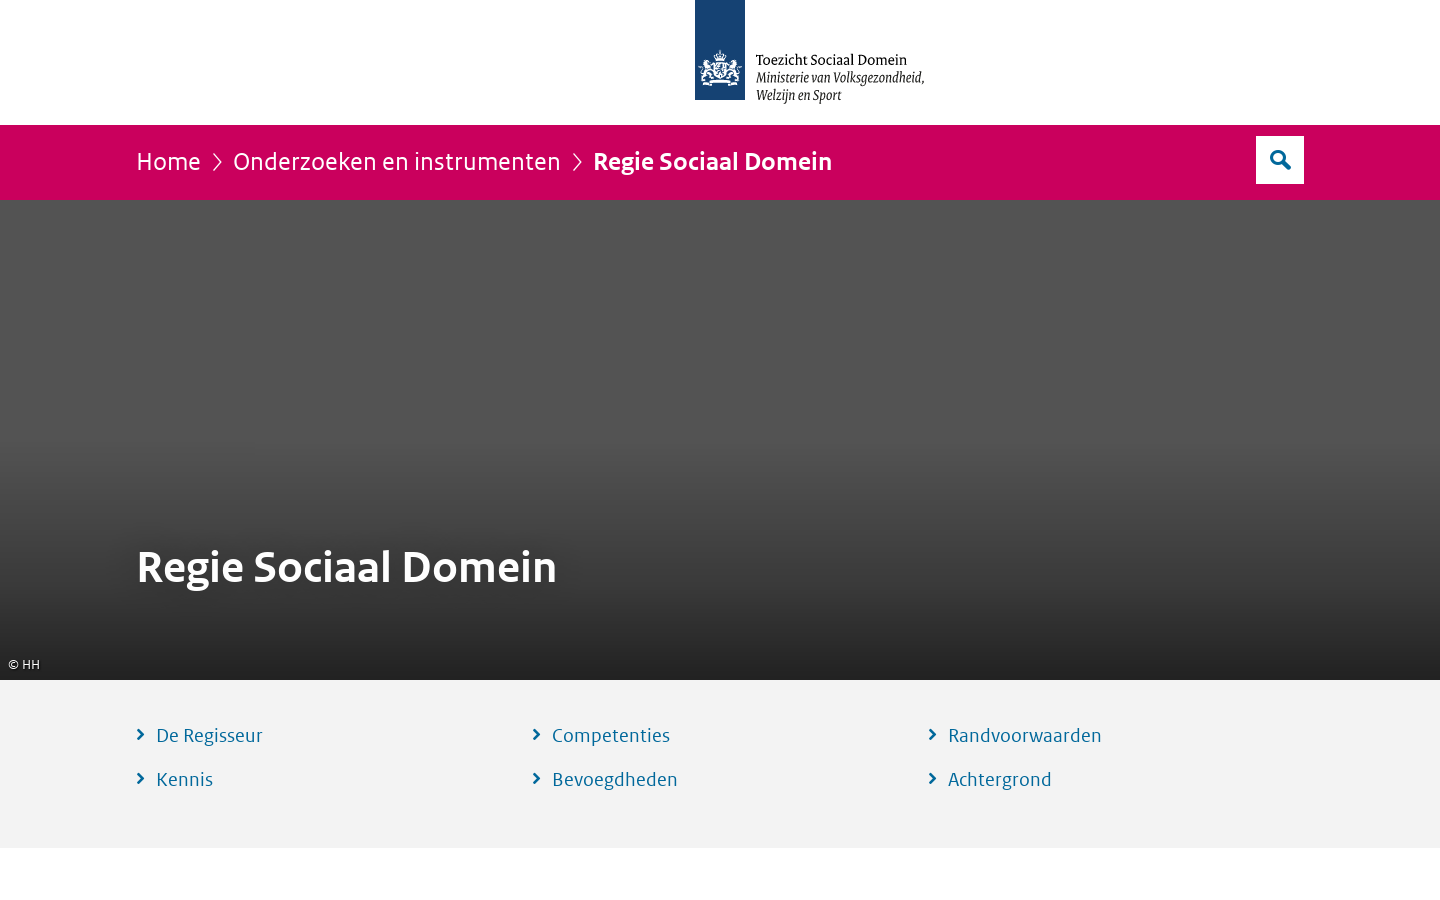 Toezicht Sociaal Domein
Ministerie van Volksgezondheid,
Welzijn en Sport
Home
Onderzoeken en instrumenten
Regie Sociaal Domein
Regie Sociaal Domein
© HH
De Regisseur
Competenties
Randvoorwaarden
Kennis
Bevoegdheden
Achtergrond